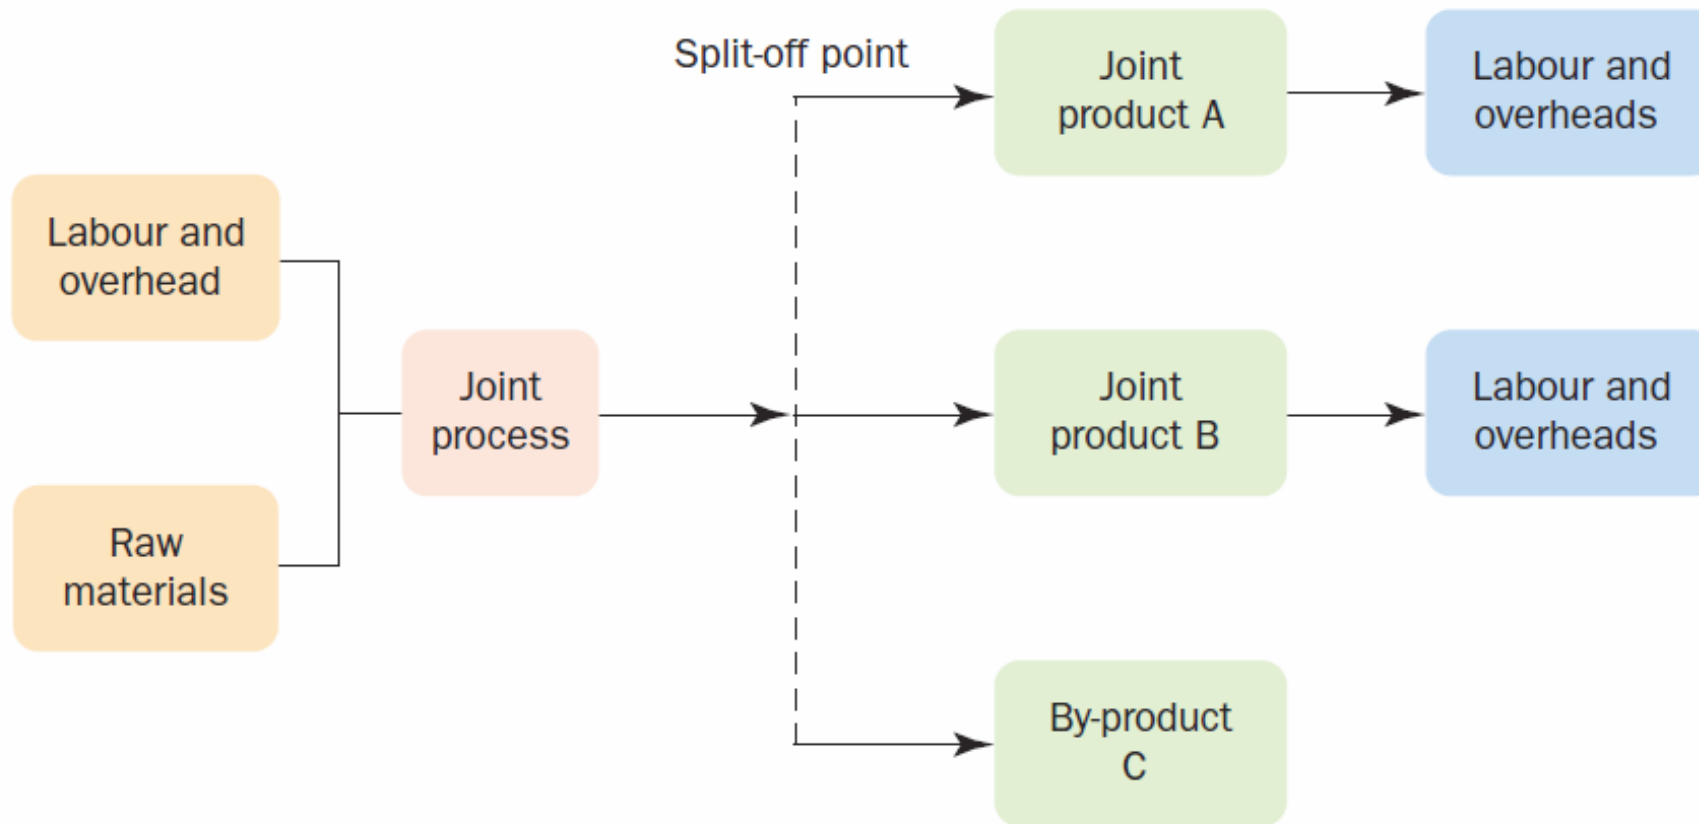 Split-off point
Joint
product A
Labour and
overheads
Labour and
overhead
Joint
process
Joint
product B
Labour and
overheads
Raw
materials
By-product
C